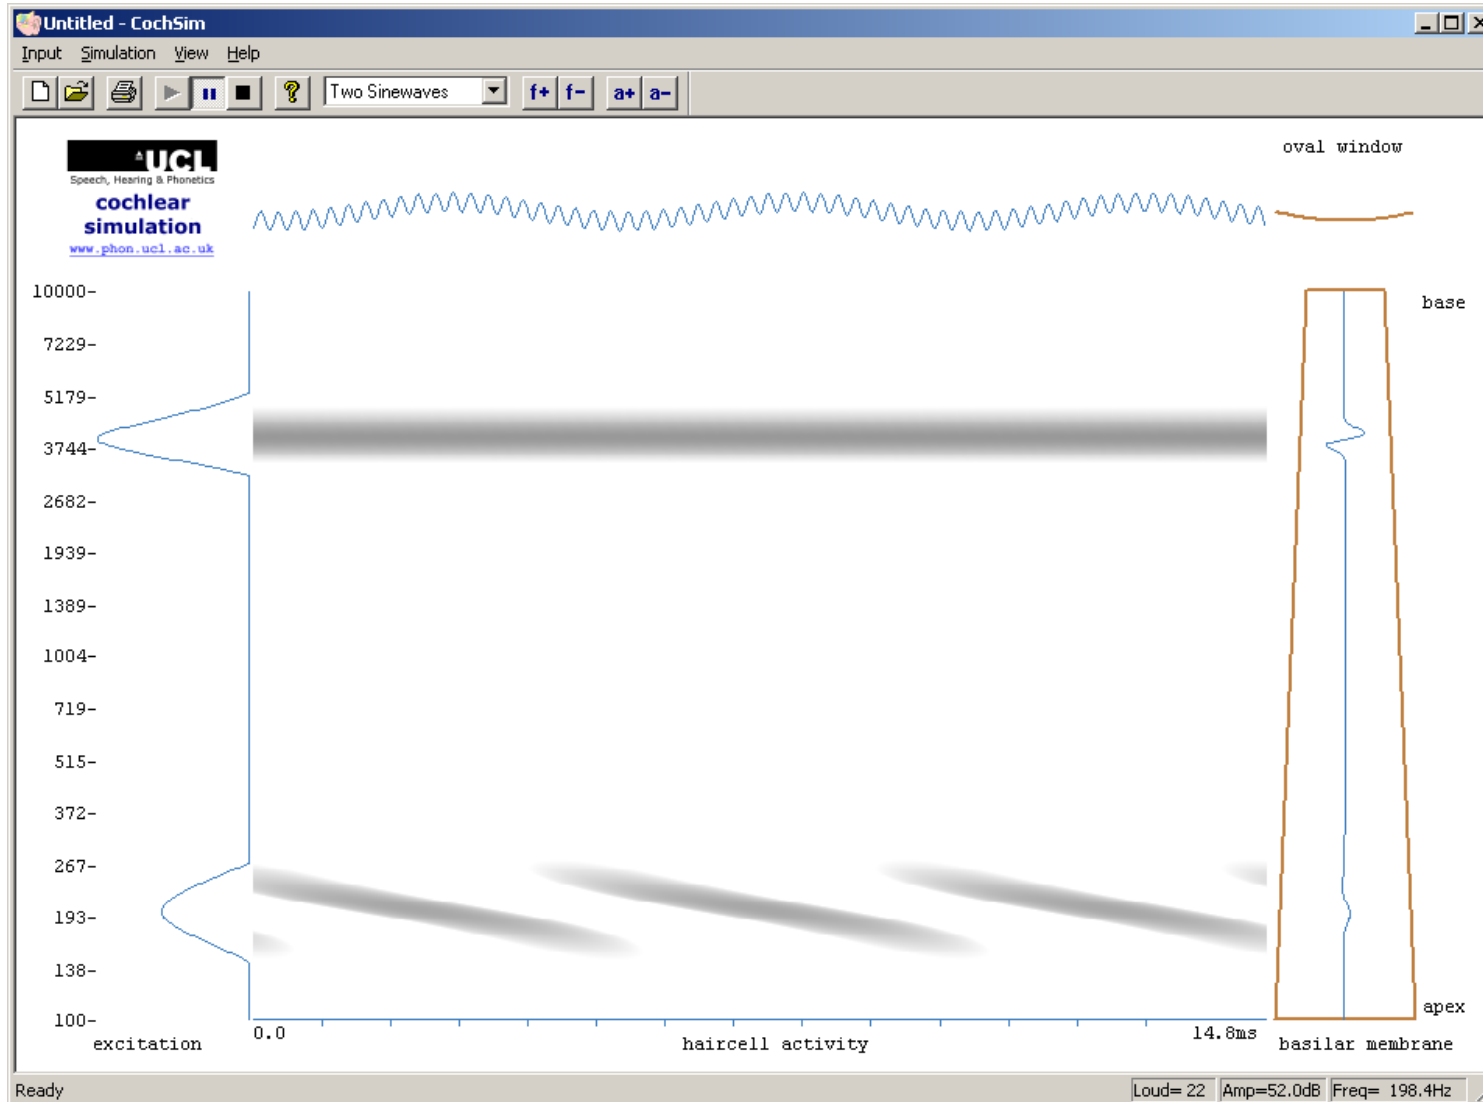 Untitled - CochSim
Input Simulation View Help
Two Sinewaves f+ f- a+ a-
UCL
Speech, Hearing & Phonetics
cochlear
simulation
www.phon.ucl.ac.uk
oval window
10000-
base
7229-
5179-
3744-
2682-
1939-
1389-
1004-
719-
515-
372-
267-
193-
138-
100-
apex
0.0 14.8ms
excitation haircell activity basilar membrane
Ready Loud= 22 Amp=52.0dB Freq= 198.4Hz